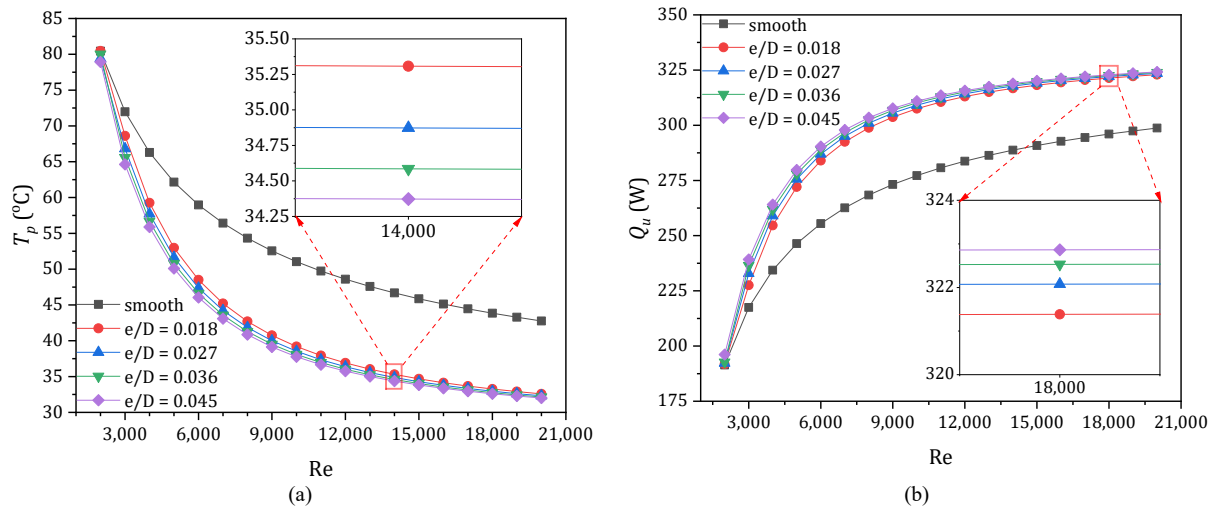 85
80
75
70
65
60
55
50
45
40
35
30
T_p (°C)
35.50
35.25
35.00
34.75
34.50
34.25
14,000
smooth
e/D = 0.018
e/D = 0.027
e/D = 0.036
e/D = 0.045
3,000 6,000 9,000 12,000 15,000 18,000 21,000
Re
(a)
350
325
300
275
250
225
200
175
Q_u (W)
smooth
e/D = 0.018
e/D = 0.027
e/D = 0.036
e/D = 0.045
324
322
320
18,000
3,000 6,000 9,000 12,000 15,000 18,000 21,000
Re
(b)